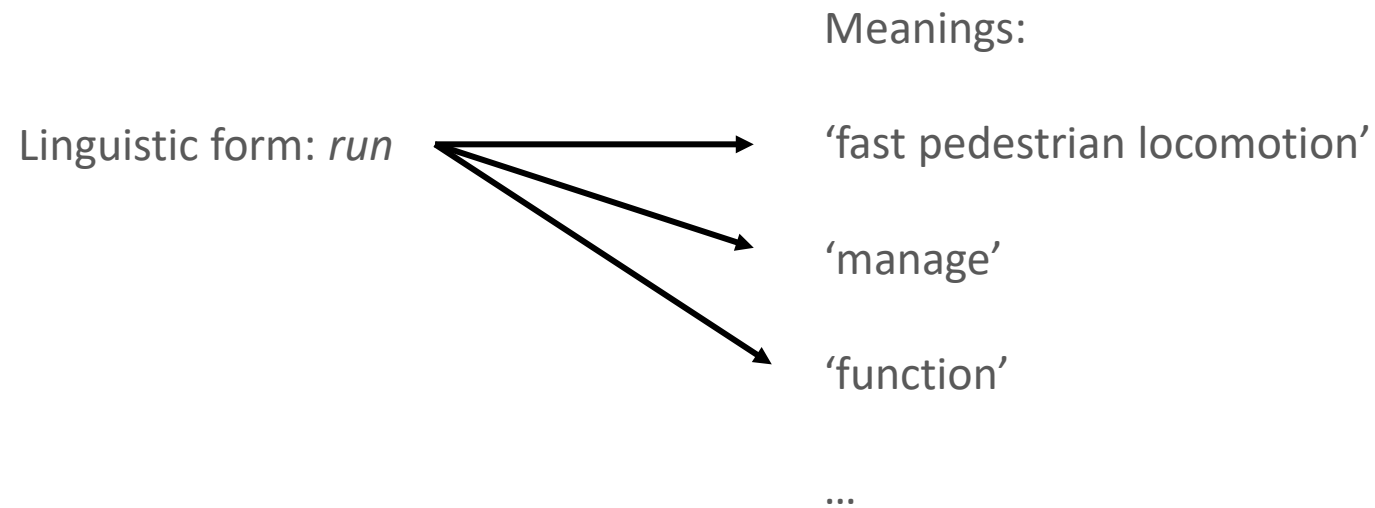 Meanings:
Linguistic form: run
‘fast pedestrian locomotion’
‘manage’
‘function’
…